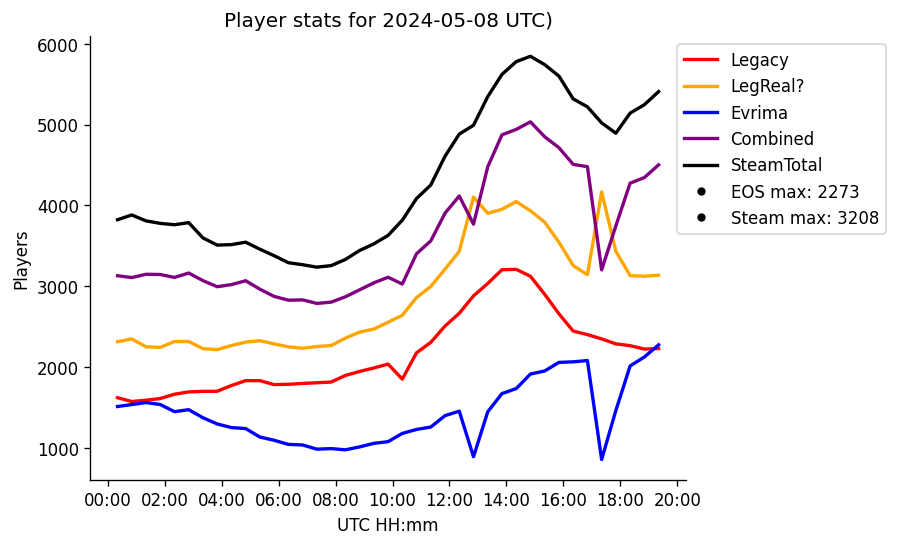 Player stats for 2024-05-08 UTC)
6000
5000
4000
3000
2000
1000
Players
00:00 02:00 04:00 06:00 08:00 10:00 12:00 14:00 16:00 18:00 20:00
UTC HH:mm
Legacy
LegReal?
Evrima
Combined
SteamTotal
EOS max: 2273
Steam max: 3208